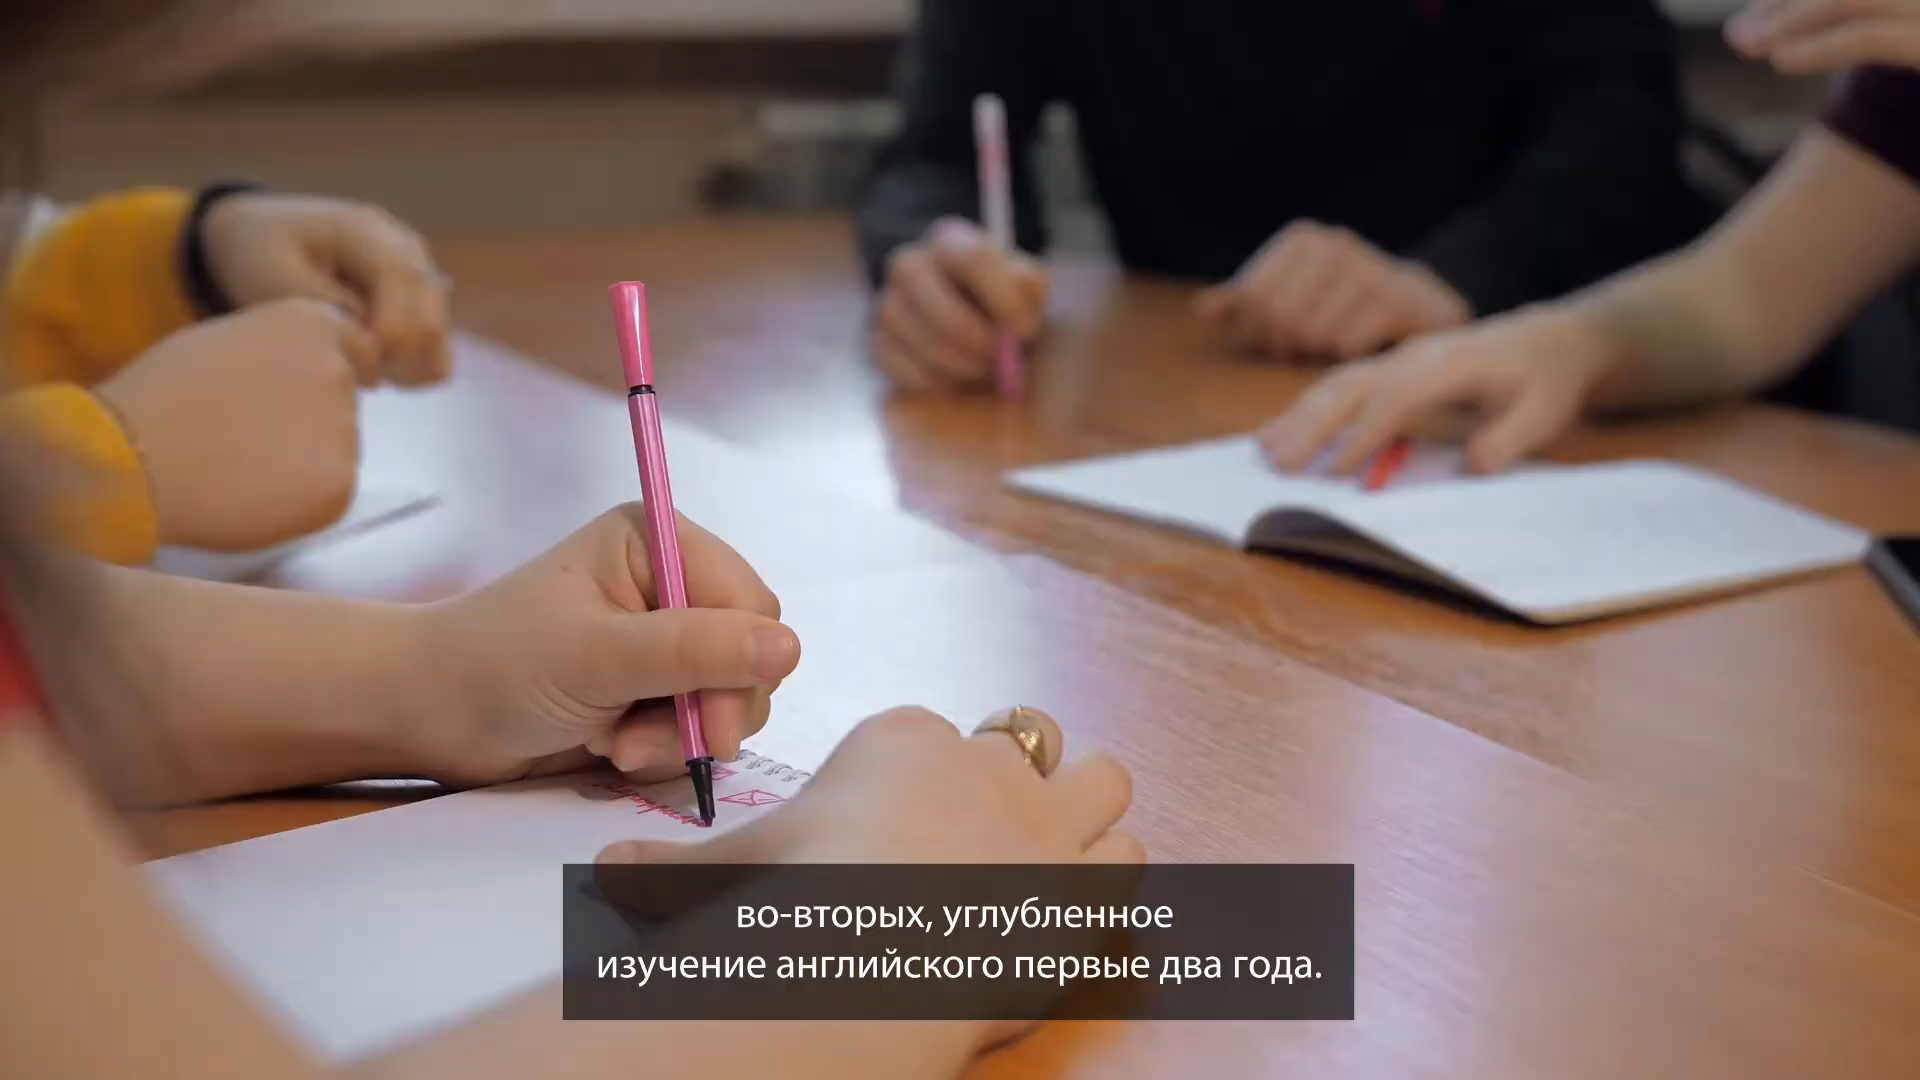 во-вторых, углубленное
изучение английского первые два года.